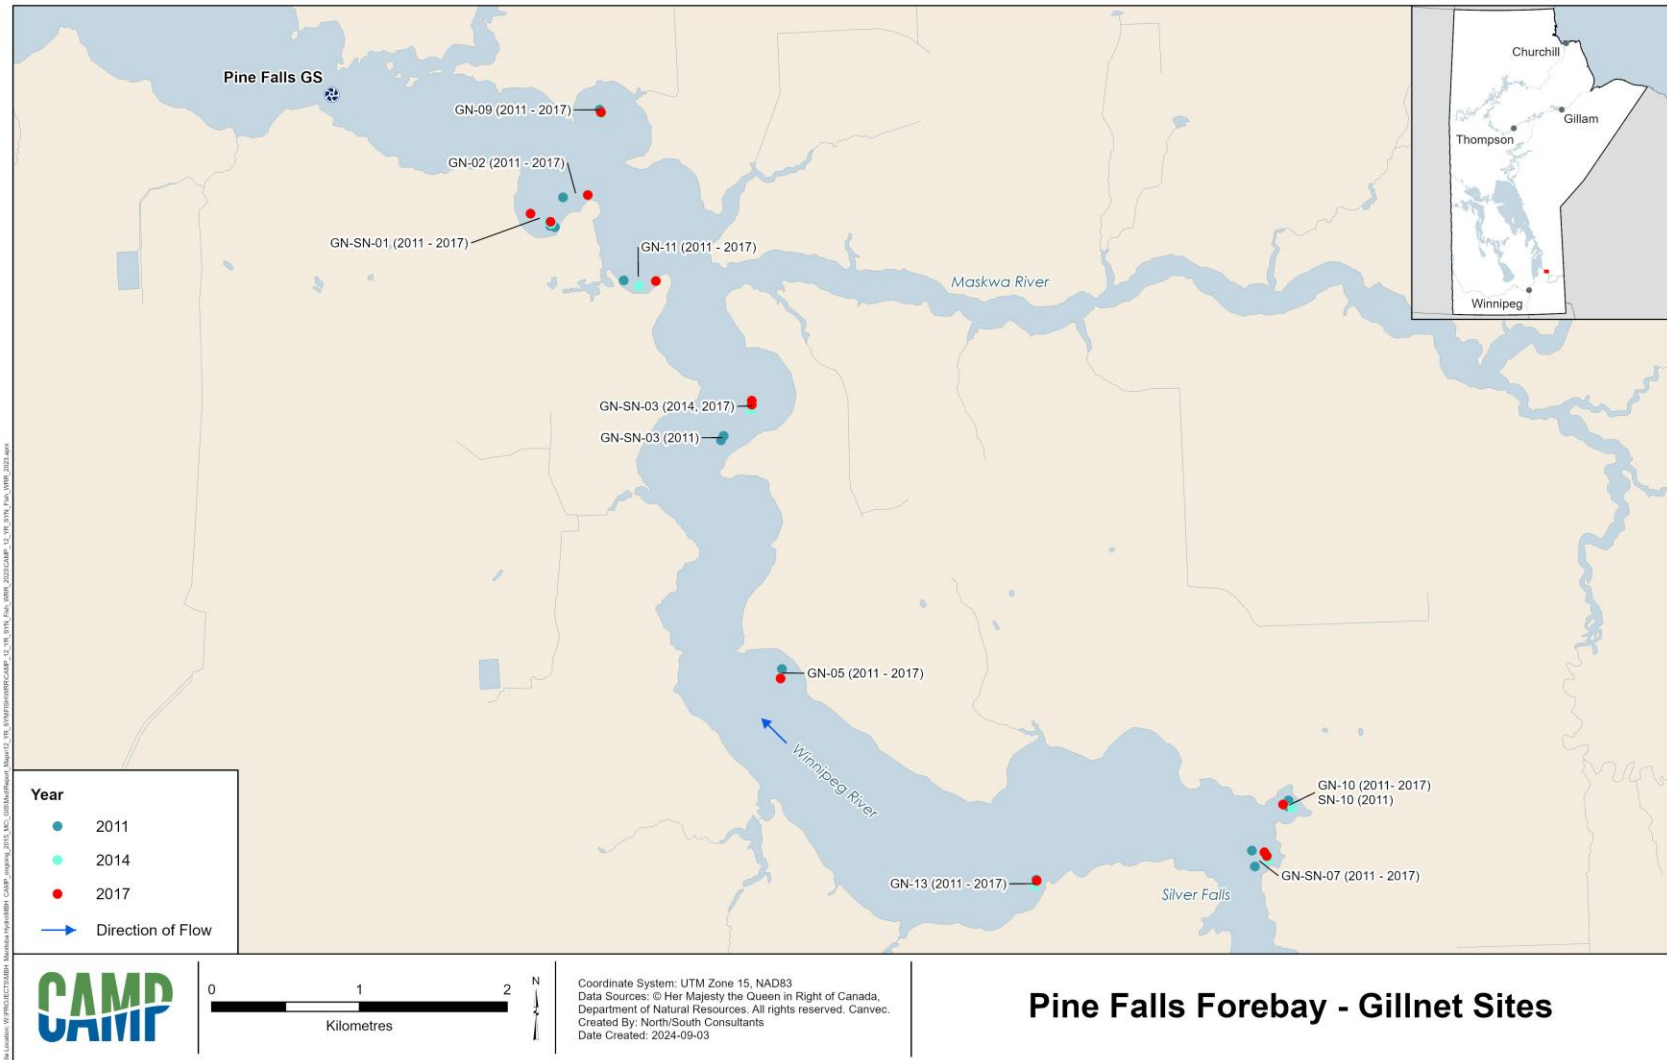 Pine Falls GS
GN-09 (2011 - 2017)
GN-02 (2011 - 2017)
GN-SN-01 (2011 - 2017)
GN-11 (2011 - 2017)
Maskwa River
GN-SN-03 (2014, 2017)
GN-SN-03 (2011)
GN-05 (2011 - 2017)
Winnipeg River
GN-10 (2011- 2017)
SN-10 (2011)
GN-SN-07 (2011 - 2017)
GN-13 (2011 - 2017)
Silver Falls
Churchill
Gillam
Thompson
Winnipeg
Year
2011
2014
2017
Direction of Flow
CAMP
0 1 2
Kilometres
N
Coordinate System: UTM Zone 15, NAD83
Data Sources: © Her Majesty the Queen in Right of Canada,
Department of Natural Resources. All rights reserved. Canvec.
Created By: North/South Consultants
Date Created: 2024-09-03
Pine Falls Forebay - Gillnet Sites